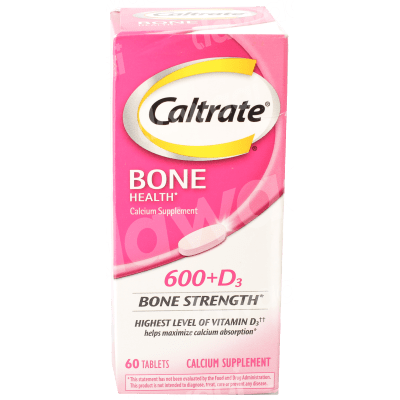 Caltrate®
BONE
HEALTH*
Calcium Supplement
600+D3
BONE STRENGTH*
HIGHEST LEVEL OF VITAMIN D3††
helps maximize calcium absorption*
60 TABLETS CALCIUM SUPPLEMENT
* This statement has not been evaluated by the Food and Drug Administration.
This product is not intended to diagnose, treat, cure or prevent any disease.